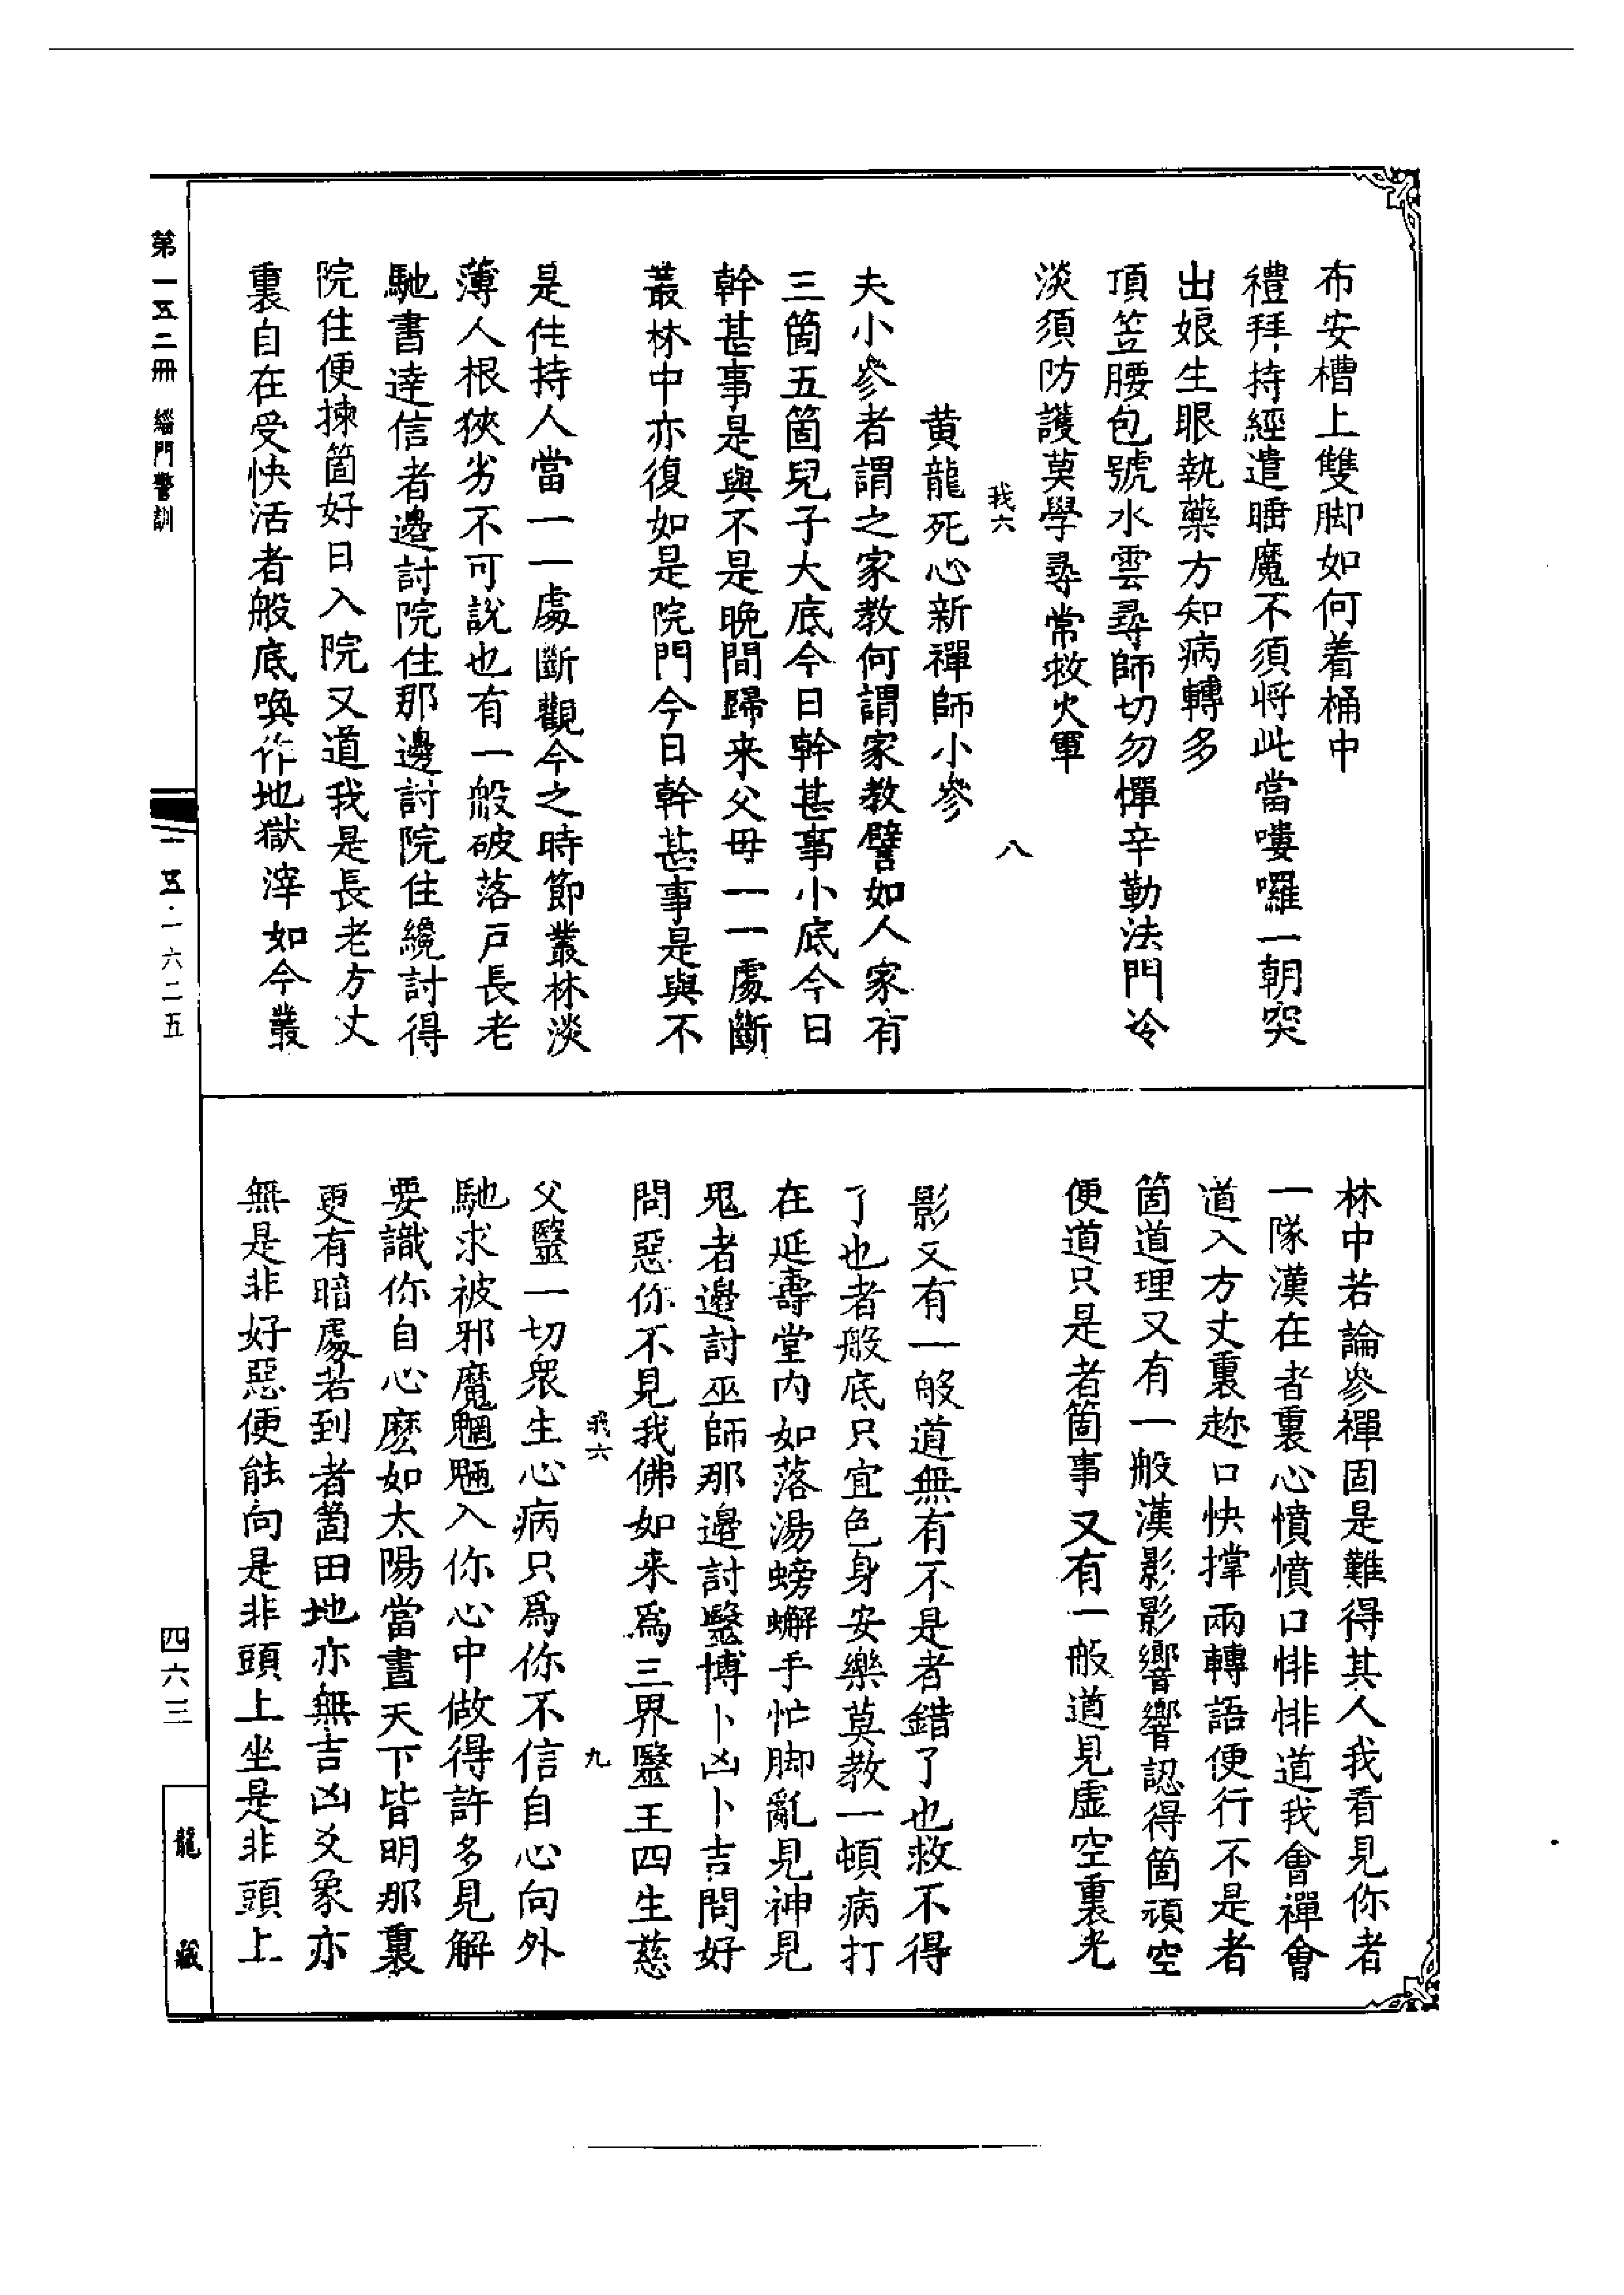 布安槽上雙脚如何着桶中
禮拜持經遣睡魔不須將此當嘍囉一朝突
出娘生眼執藥方知病轉多
頂笠腰包號水雲尋師切勿憚辛勤法門冷
淡須防護莫學尋常救火軍
我六
八
黃龍死心新禪師小參
夫小參者謂之家教何謂家教譬如人家有
三箇五箇兒子大底今日幹甚事小底今日
幹甚事是與不是晚間歸来父母一一處斷
叢林中亦復如是院門今日幹甚事是與不
是住持人當一一處斷觀今之時節叢林淡
薄人根狹劣不可說也有一般破落戶長老
馳書達信者邊討院住那邊討院住纔討得
院住便揀箇好日入院又道我是長老方丈
裏自在受快活者般底喚作地獄滓如今叢
林中若論參禪固是難得其人我看見你者
一隊漢在者裏心憤憤口悱悱道我會禪會
道入方丈裏趂口快撑兩轉語便行不是者
箇道理又有一般漢影影響響認得箇頑空
便道只是者箇事又有一般道見虛空裏光
影又有一般道無有不是者錯了也救不得
了也者般底只宜色身安樂莫教一頓病打
在延壽堂内如落湯螃蠏手忙脚亂見神見
鬼者邊討巫師那邊討毉博卜凶卜吉問好
問惡你不見我佛如来爲三界毉王四生慈
我六
九
父毉一切衆生心病只爲你不信自心向外
馳求被邪魔魍魎入你心中做得許多見解
要識你自心麽如太陽當晝天下皆明那裏
更有暗處若到者箇田地亦無吉凶爻象亦
無是非好惡便能向是非頭上坐是非頭上
第一五二冊　緇門警訓
一五·一六二五
四六三
龍藏